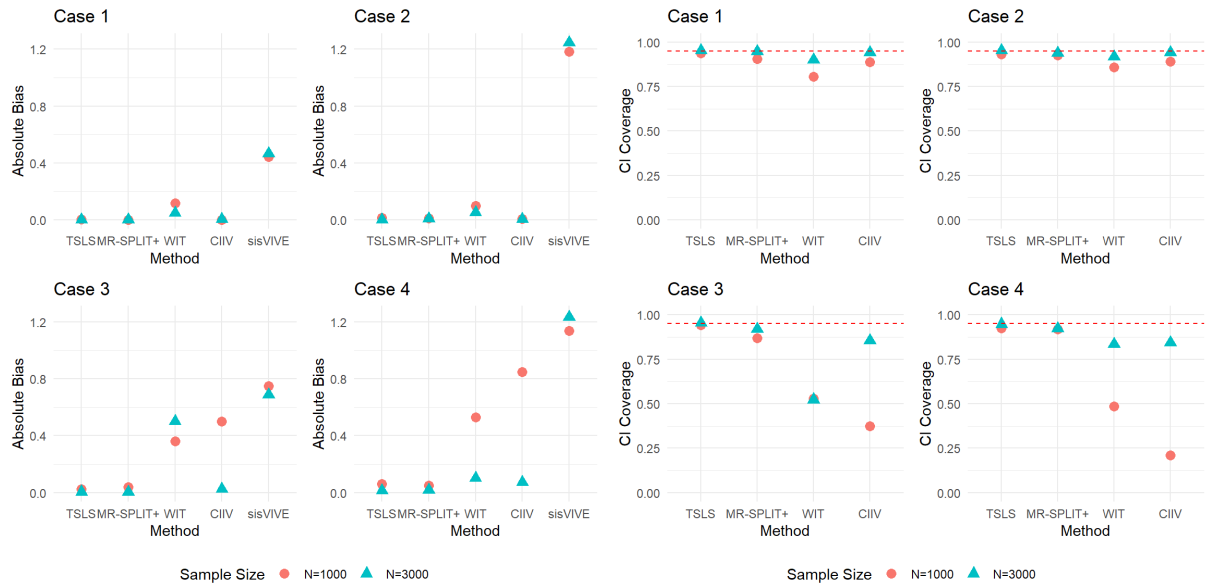 Case 1
Absolute Bias
1.2
0.8
0.4
0.0
TSLS MR-SPLIT+ WIT CIIV sisVIVE
Method
Case 2
Absolute Bias
1.2
0.8
0.4
0.0
TSLS MR-SPLIT+ WIT CIIV sisVIVE
Method
Case 1
CI Coverage
1.00
0.75
0.50
0.25
0.00
TSLS MR-SPLIT+ WIT CIIV
Method
Case 2
CI Coverage
1.00
0.75
0.50
0.25
0.00
TSLS MR-SPLIT+ WIT CIIV
Method
Case 3
Absolute Bias
1.2
0.8
0.4
0.0
TSLS MR-SPLIT+ WIT CIIV sisVIVE
Method
Case 4
Absolute Bias
1.2
0.8
0.4
0.0
TSLS MR-SPLIT+ WIT CIIV sisVIVE
Method
Case 3
CI Coverage
1.00
0.75
0.50
0.25
0.00
TSLS MR-SPLIT+ WIT CIIV
Method
Case 4
CI Coverage
1.00
0.75
0.50
0.25
0.00
TSLS MR-SPLIT+ WIT CIIV
Method
Sample Size N=1000 N=3000
Sample Size N=1000 N=3000